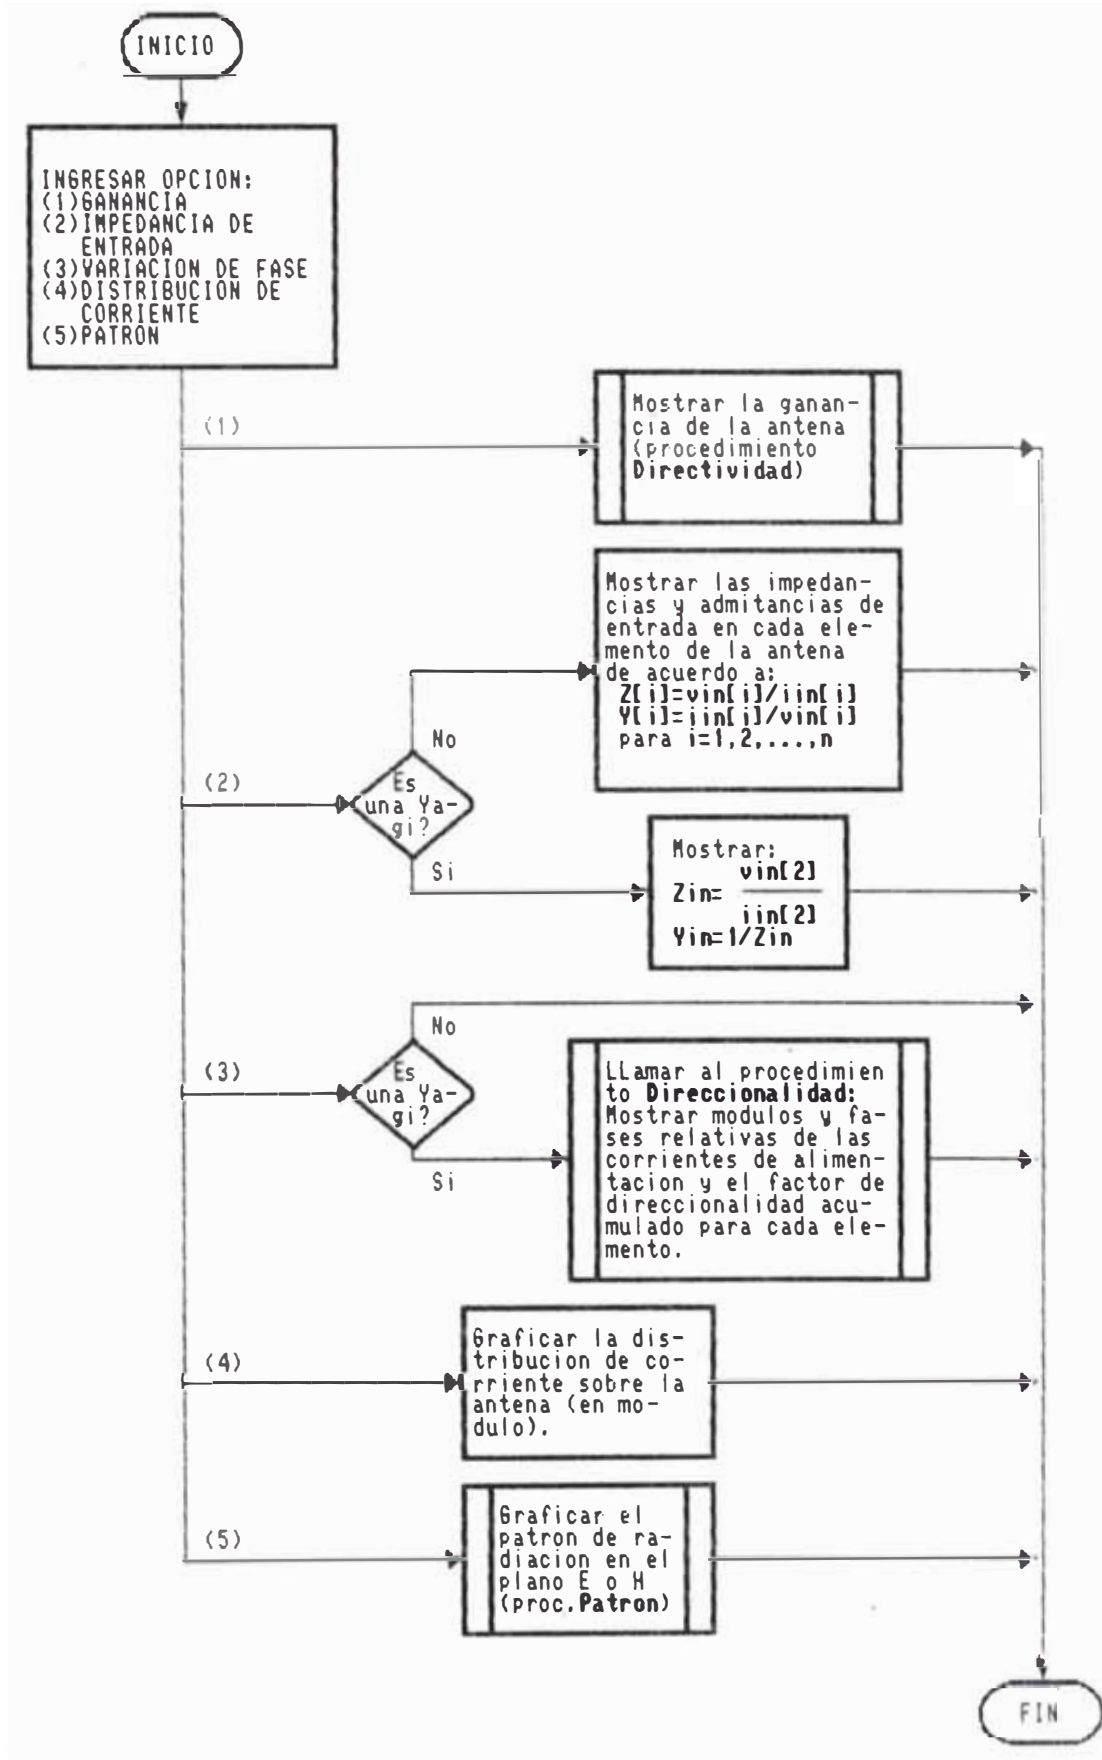 INICIO
INGRESAR OPCION:
(1)GANANCIA
(2)IMPEDANCIA DE
ENTRADA
(3)VARIACION DE FASE
(4)DISTRIBUCION DE
CORRIENTE
(5)PATRON
(1)
Mostrar la ganan-
cia de la antena
(procedimiento
Directividad)
Mostrar las impedan-
cias y admitancias de
entrada en cada ele-
mento de la antena
de acuerdo a:
Z[i]=vin[i]/iin[i]
Y[i]=iin[i]/vin[i]
para i=1,2,...,n
No
(2)
Es
una Ya-
gi?
Si
Mostrar:
vin[2]
Zin=
iin[2]
Yin=1/Zin
No
(3)
Es
una Ya-
gi?
Si
LLamar al procedimien
to Direccionalidad:
Mostrar modulos y fa-
ses relativas de las
corrientes de alimen-
tacion y el factor de
direccionalidad acu-
mulado para cada ele-
mento.
(4)
Graficar la dis-
tribucion de co-
rriente sobre la
antena (en mo-
dulo).
(5)
Graficar el
patron de ra-
diacion en el
plano E o H
(proc.Patron)
FIN